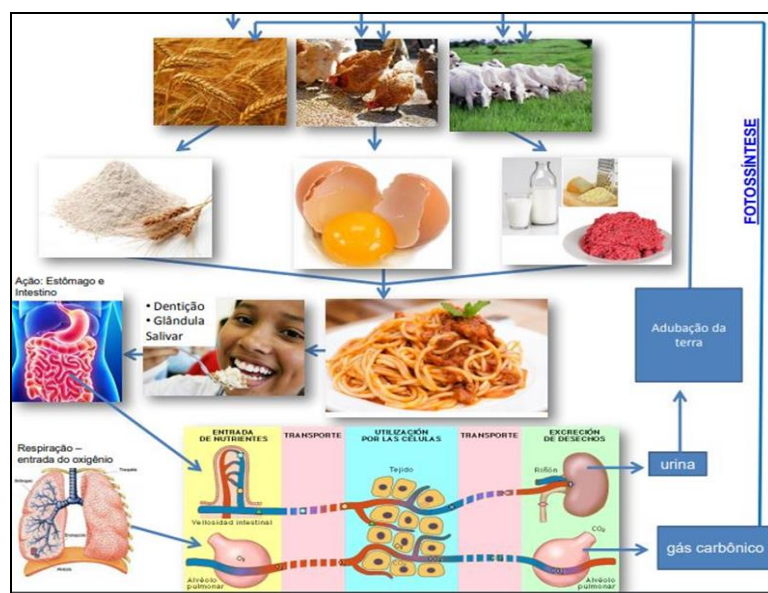 FOTOSSÍNTESE
Ação: Estômago e
Intestino
• Dentição
• Glândula
Salivar
Adubação da
terra
Respiração –
entrada do oxigênio
ENTRADA
DE NUTRIENTES
TRANSPORTE
UTILIZACIÓN
POR LAS CÉLULAS
TRANSPORTE
EXCRECIÓN
DE DESECHOS
Tejido
Riñón
Vellosidad intestinal
urina
O₂
CO₂
Alvéolo
pulmonar
Alvéolo
pulmonar
gás carbônico